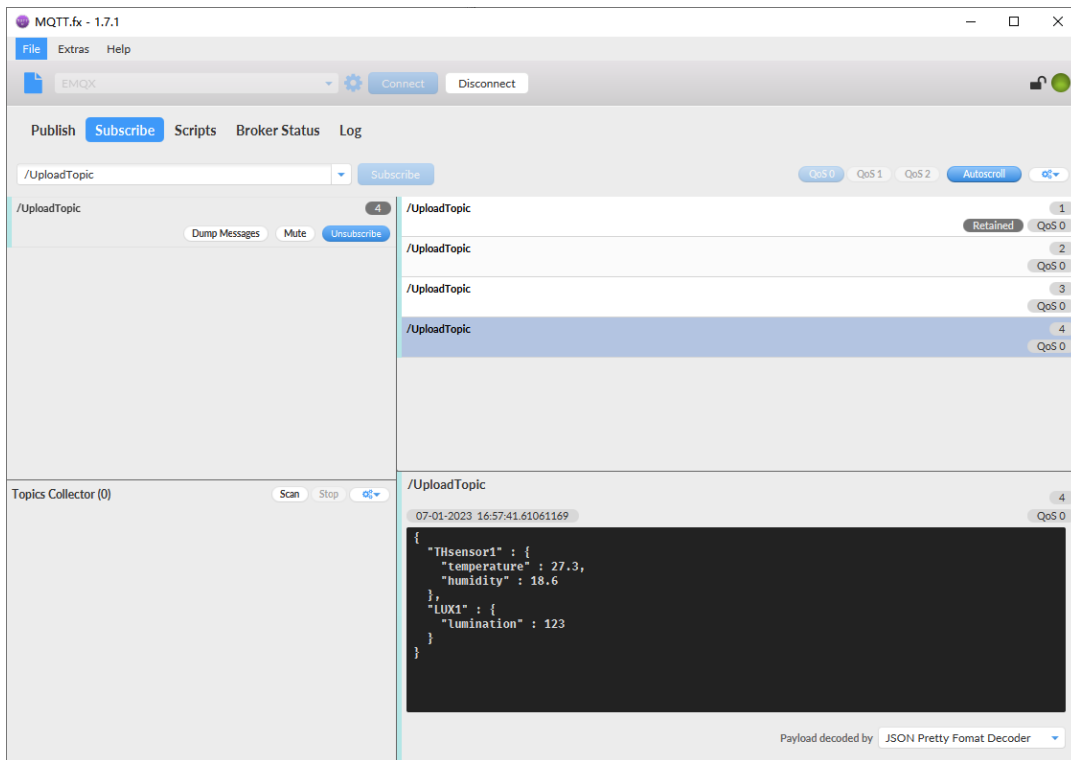 MQTT.fx - 1.7.1
File Extras Help
EMQX Connect Disconnect
Publish Subscribe Scripts Broker Status Log
/UploadTopic Subscribe QoS 0 QoS 1 QoS 2 Autoscroll
/UploadTopic 4
Dump Messages Mute Unsubscribe
/UploadTopic 1
Retained QoS 0
/UploadTopic 2
QoS 0
/UploadTopic 3
QoS 0
/UploadTopic 4
QoS 0
Topics Collector (0) Scan Stop
/UploadTopic
4
07-01-2023 16:57:41.61061169 QoS 0
{
"THsensor1" : {
"temperature" : 27.3,
"humidity" : 18.6
},
"LUX1" : {
"lumination" : 123
}
}
Payload decoded by JSON Pretty Fomat Decoder